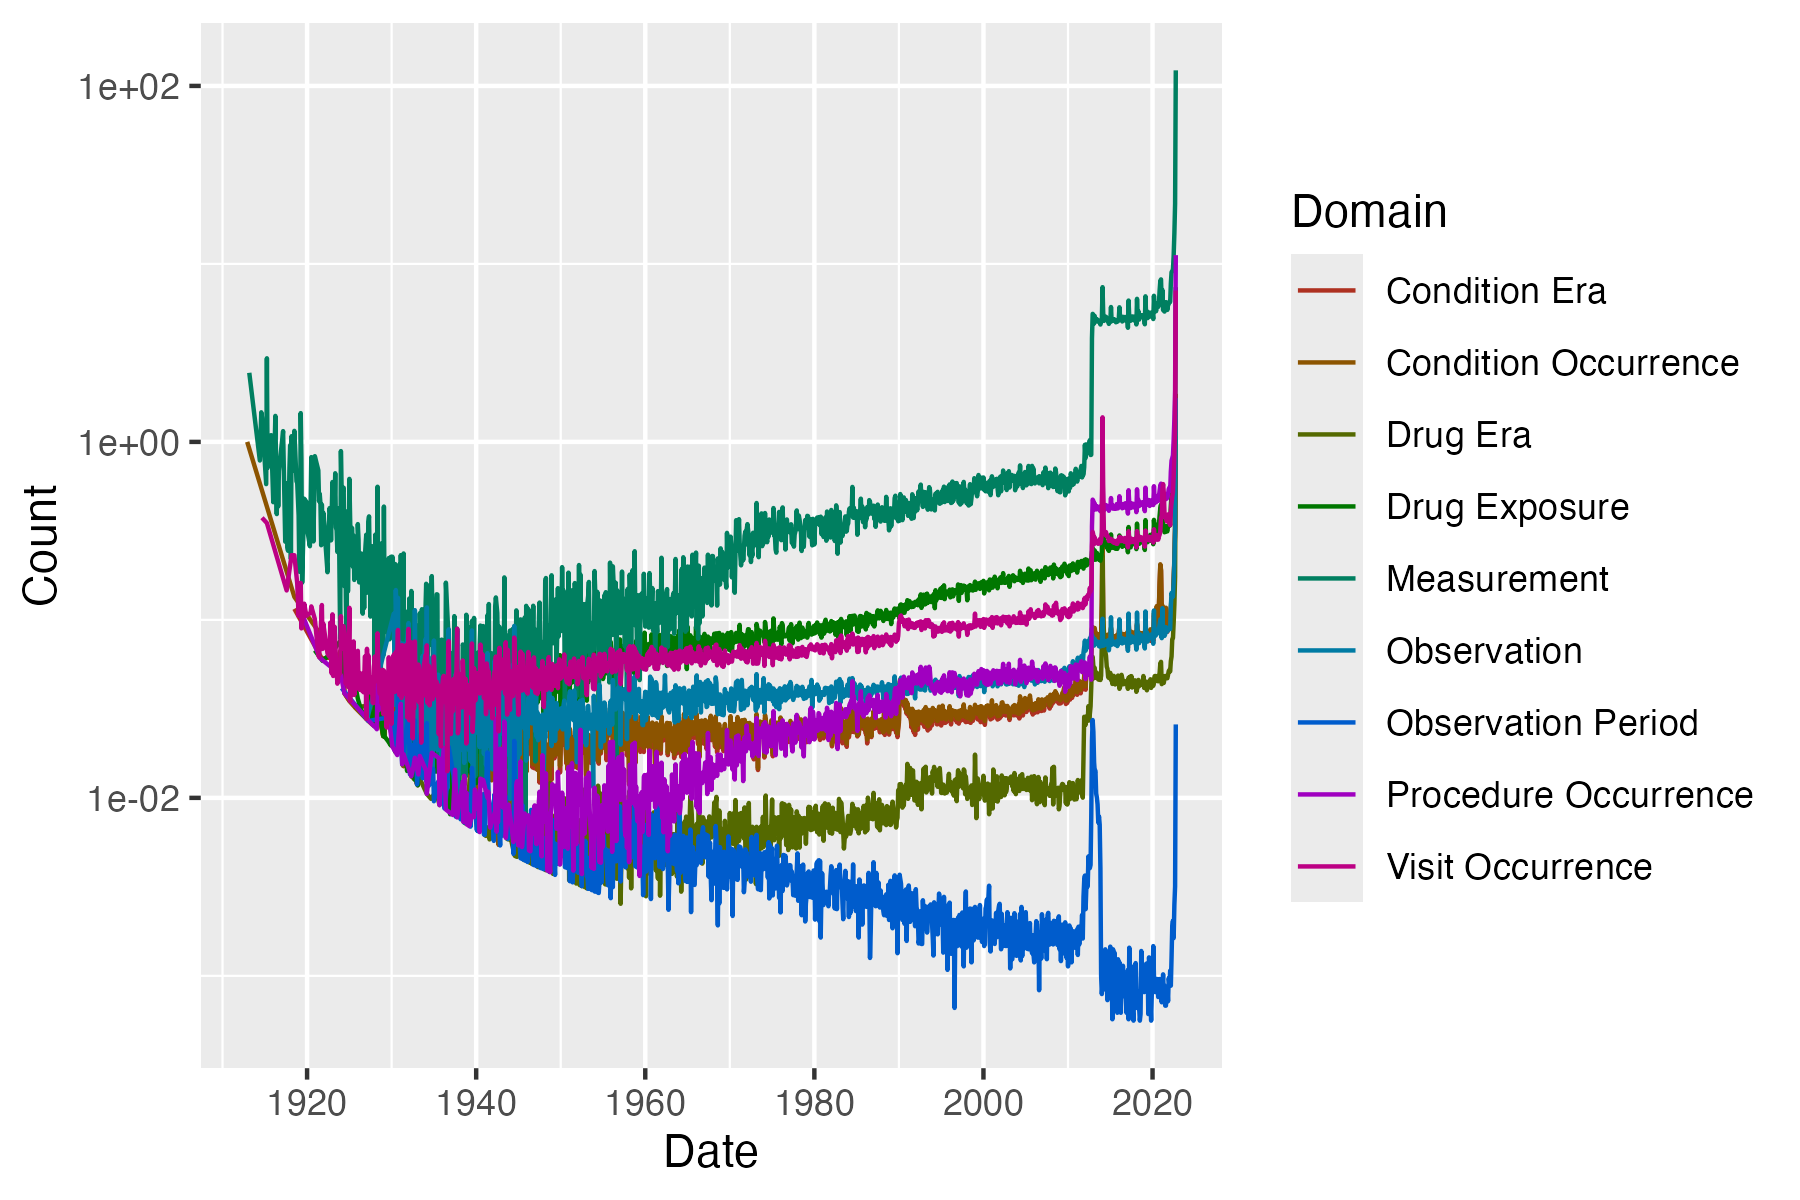 1e+02
1e+00
1e-02
Count
1920
1940
1960
1980
2000
2020
Date
Domain
Condition Era
Condition Occurrence
Drug Era
Drug Exposure
Measurement
Observation
Observation Period
Procedure Occurrence
Visit Occurrence